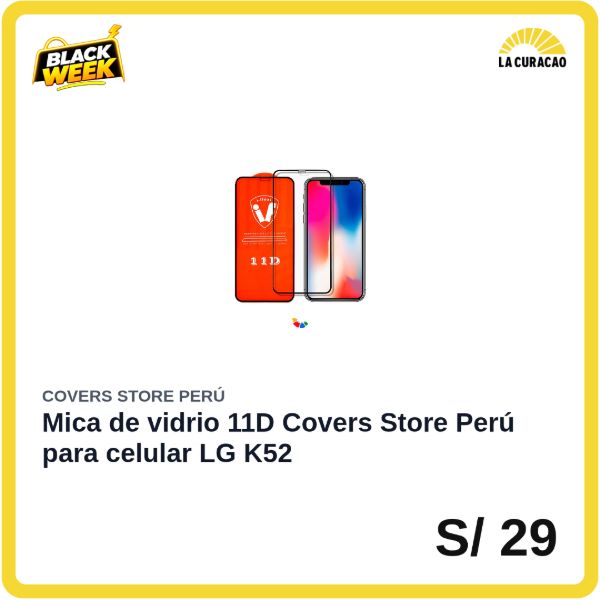 BLACK
WEEK
LA CURACAO
11D
COVERS STORE PERÚ
Mica de vidrio 11D Covers Store Perú
para celular LG K52
S/ 29